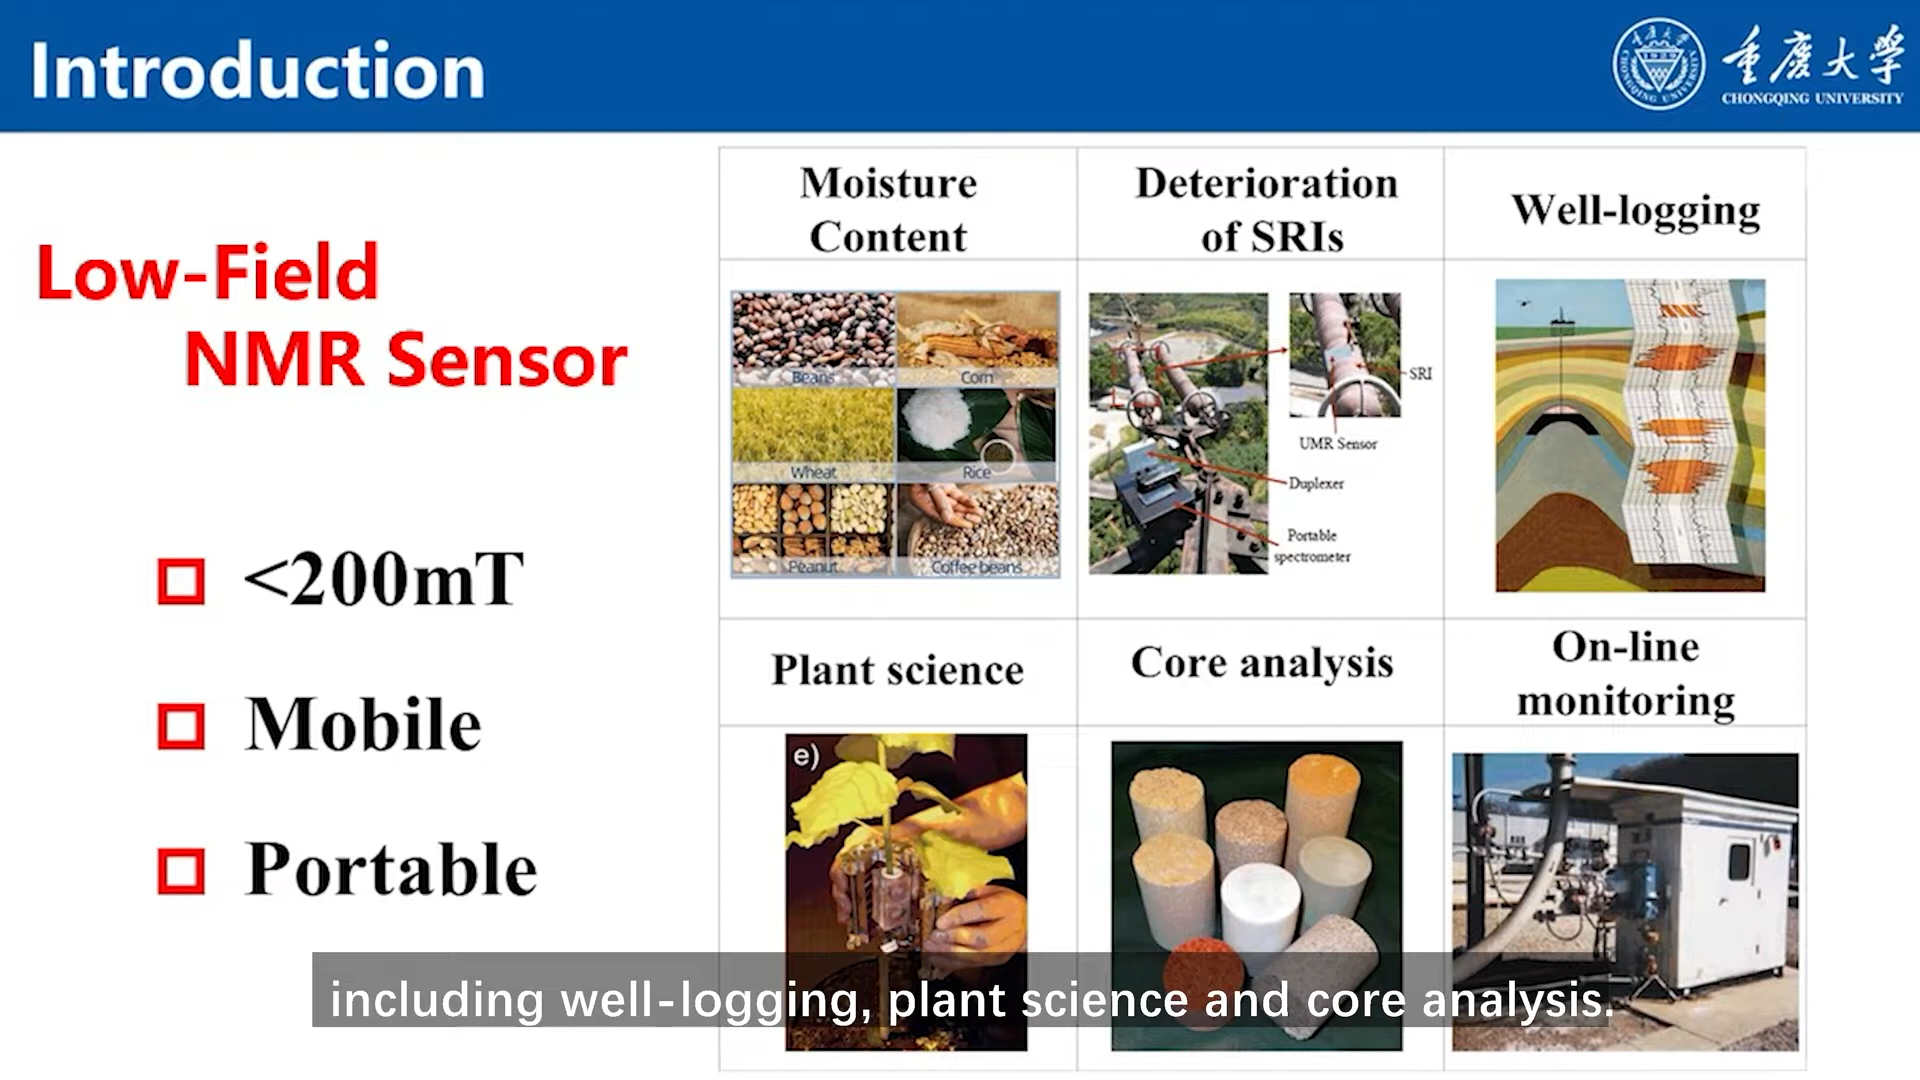 Introduction
重庆大学
CHONGQING UNIVERSITY
Low-Field
NMR Sensor
<200mT
Mobile
Portable
Moisture
Content
Deterioration
of SRIs
Well-logging
Beans
Corn
Wheat
Rice
Peanut
Coffee beans
SRI
UMR Sensor
Duplexer
Portable
spectrometer
Plant science
Core analysis
On-line
monitoring
e)
including well-logging, plant science and core analysis.